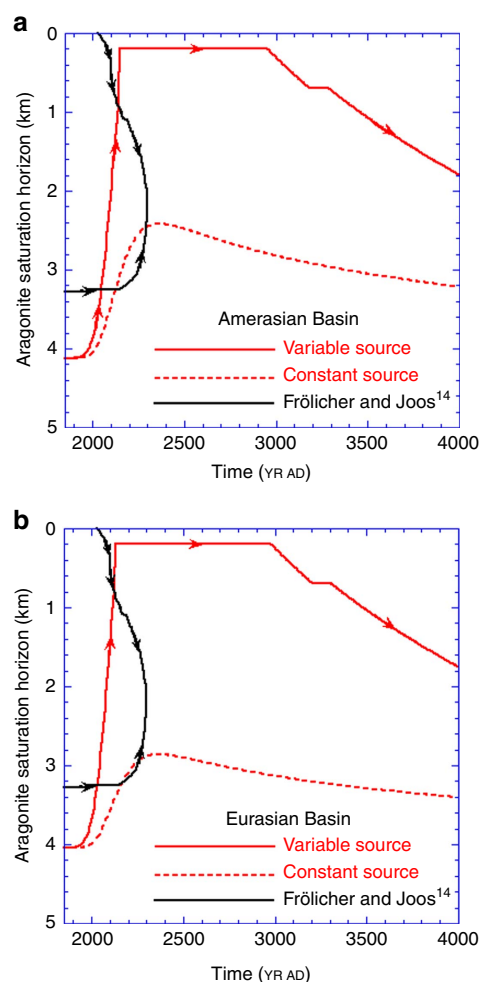 a
0
1
2
3
4
5
Aragonite saturation horizon (km)
Amerasian Basin
Variable source
Constant source
Frölicher and Joos14
2000 2500 3000 3500 4000
Time (YR AD)
b
0
1
2
3
4
5
Aragonite saturation horizon (km)
Eurasian Basin
Variable source
Constant source
Frölicher and Joos14
2000 2500 3000 3500 4000
Time (YR AD)